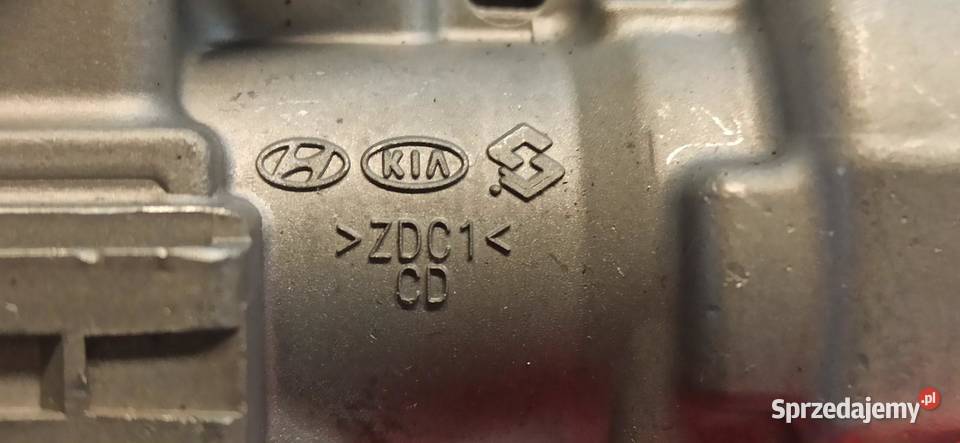 KIA
>ZDC1<
CD
Sprzedajemy.pl